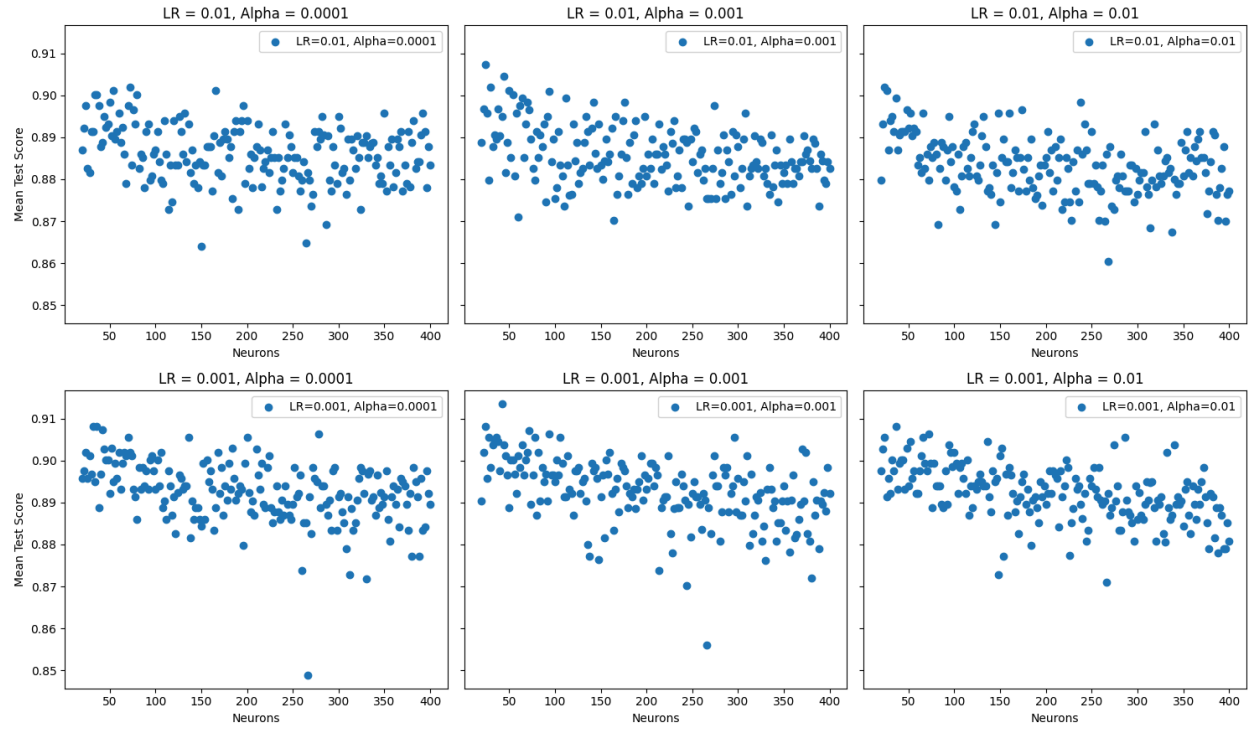 LR = 0.01, Alpha = 0.0001
LR = 0.01, Alpha = 0.001
LR = 0.01, Alpha = 0.01
LR=0.01, Alpha=0.0001
LR=0.01, Alpha=0.001
LR=0.01, Alpha=0.01
Mean Test Score
0.91
0.90
0.89
0.88
0.87
0.86
0.85
50 100 150 200 250 300 350 400
50 100 150 200 250 300 350 400
50 100 150 200 250 300 350 400
Neurons
Neurons
Neurons
LR = 0.001, Alpha = 0.0001
LR = 0.001, Alpha = 0.001
LR = 0.001, Alpha = 0.01
LR=0.001, Alpha=0.0001
LR=0.001, Alpha=0.001
LR=0.001, Alpha=0.01
Mean Test Score
0.91
0.90
0.89
0.88
0.87
0.86
0.85
50 100 150 200 250 300 350 400
50 100 150 200 250 300 350 400
50 100 150 200 250 300 350 400
Neurons
Neurons
Neurons